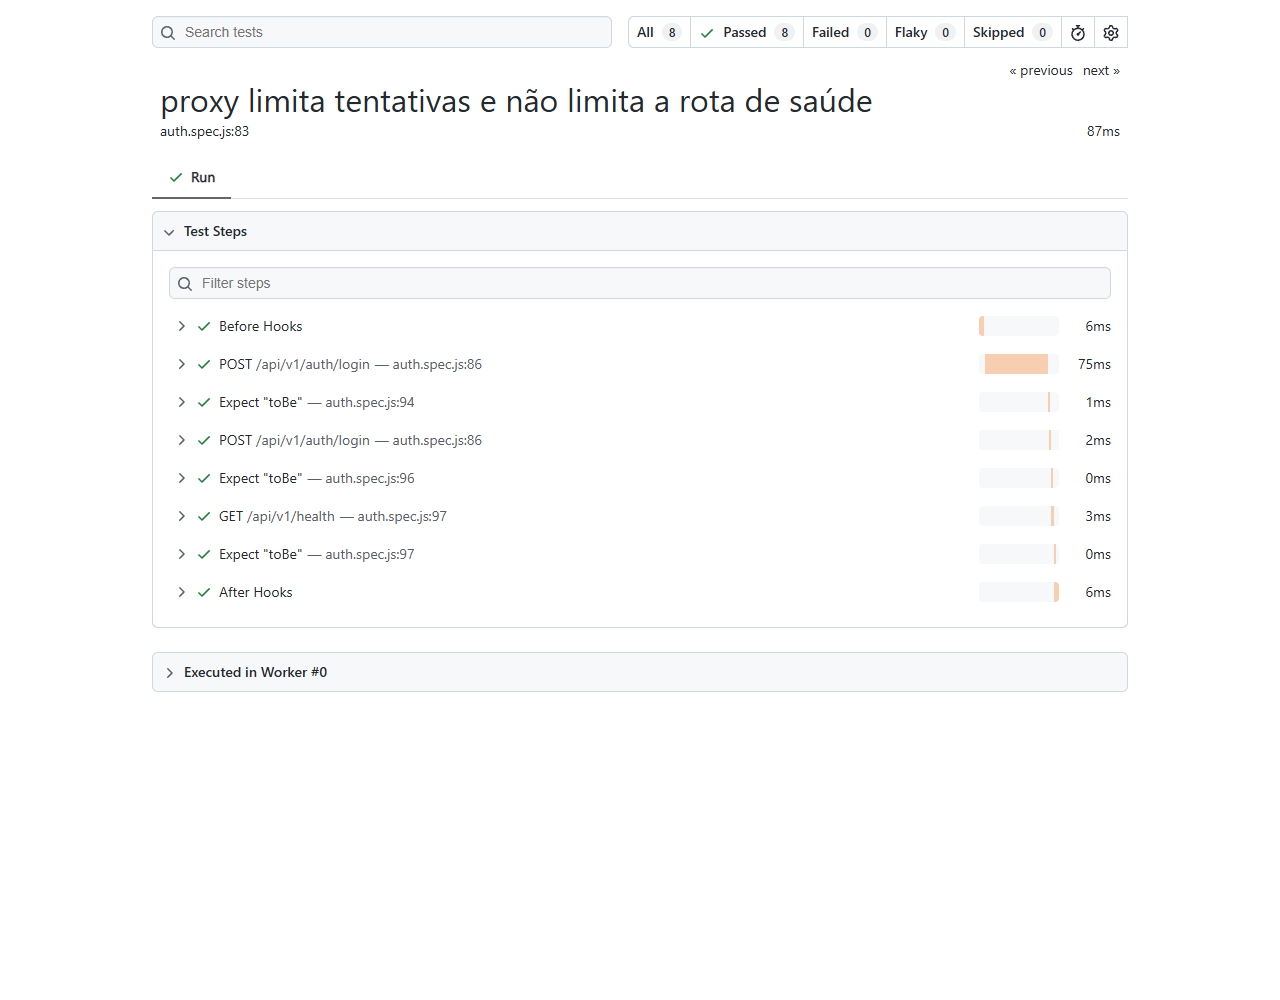 Search tests
All 8 Passed 8 Failed 0 Flaky 0 Skipped 0
« previous next »
proxy limita tentativas e não limita a rota de saúde
auth.spec.js:83 87ms
Run
Test Steps
Filter steps
Before Hooks 6ms
POST /api/v1/auth/login — auth.spec.js:86 75ms
Expect "toBe" — auth.spec.js:94 1ms
POST /api/v1/auth/login — auth.spec.js:86 2ms
Expect "toBe" — auth.spec.js:96 0ms
GET /api/v1/health — auth.spec.js:97 3ms
Expect "toBe" — auth.spec.js:97 0ms
After Hooks 6ms
Executed in Worker #0